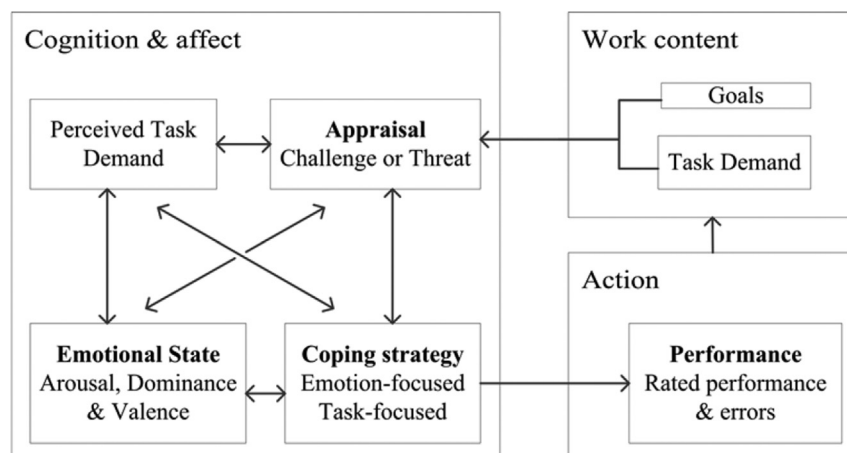 Cognition & affect
Perceived Task
Demand
Appraisal
Challenge or Threat
Emotional State
Arousal, Dominance
& Valence
Coping strategy
Emotion-focused
Task-focused
Work content
Goals
Task Demand
Action
Performance
Rated performance
& errors